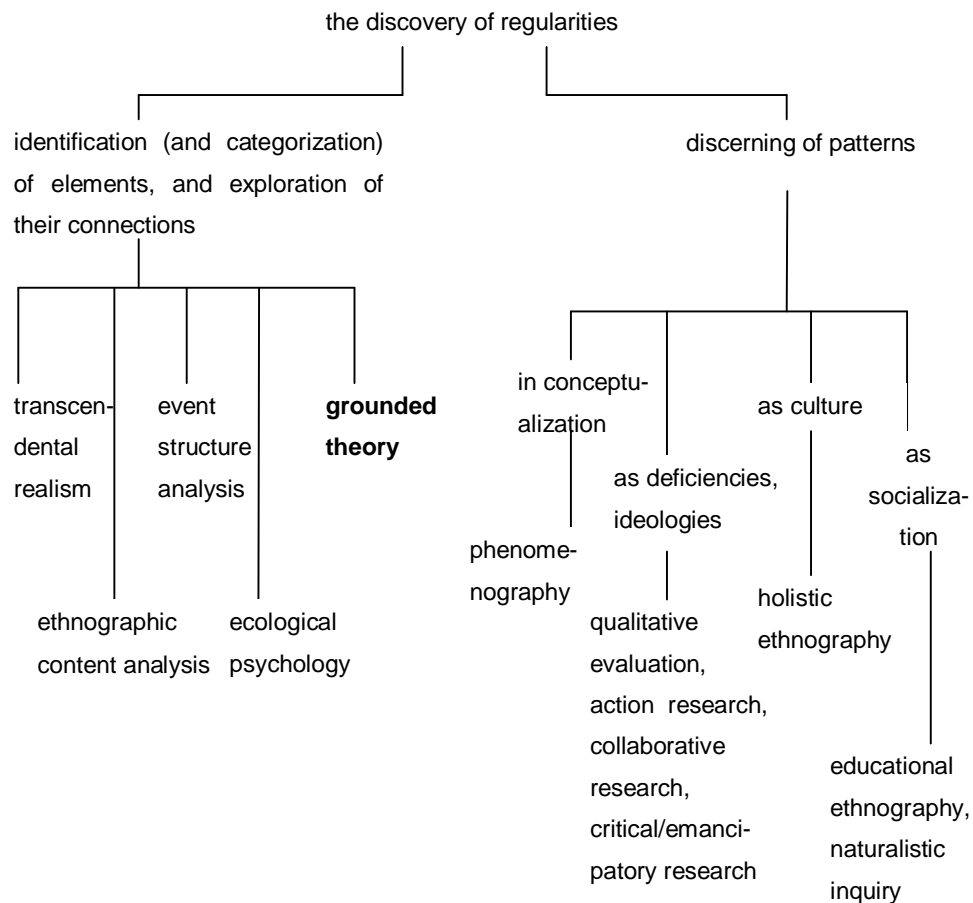 the discovery of regularities
identification (and categorization)
of elements, and exploration of
their connections
discerning of patterns
transcen-
dental
realism
event
structure
analysis
grounded
theory
ethnographic
content analysis
ecological
psychology
in conceptu-
alization
as deficiencies,
ideologies
as culture
as
socializa-
tion
phenome-
nography
qualitative
evaluation,
action research,
collaborative
research,
critical/emanci-
patory research
holistic
ethnography
educational
ethnography,
naturalistic
inquiry